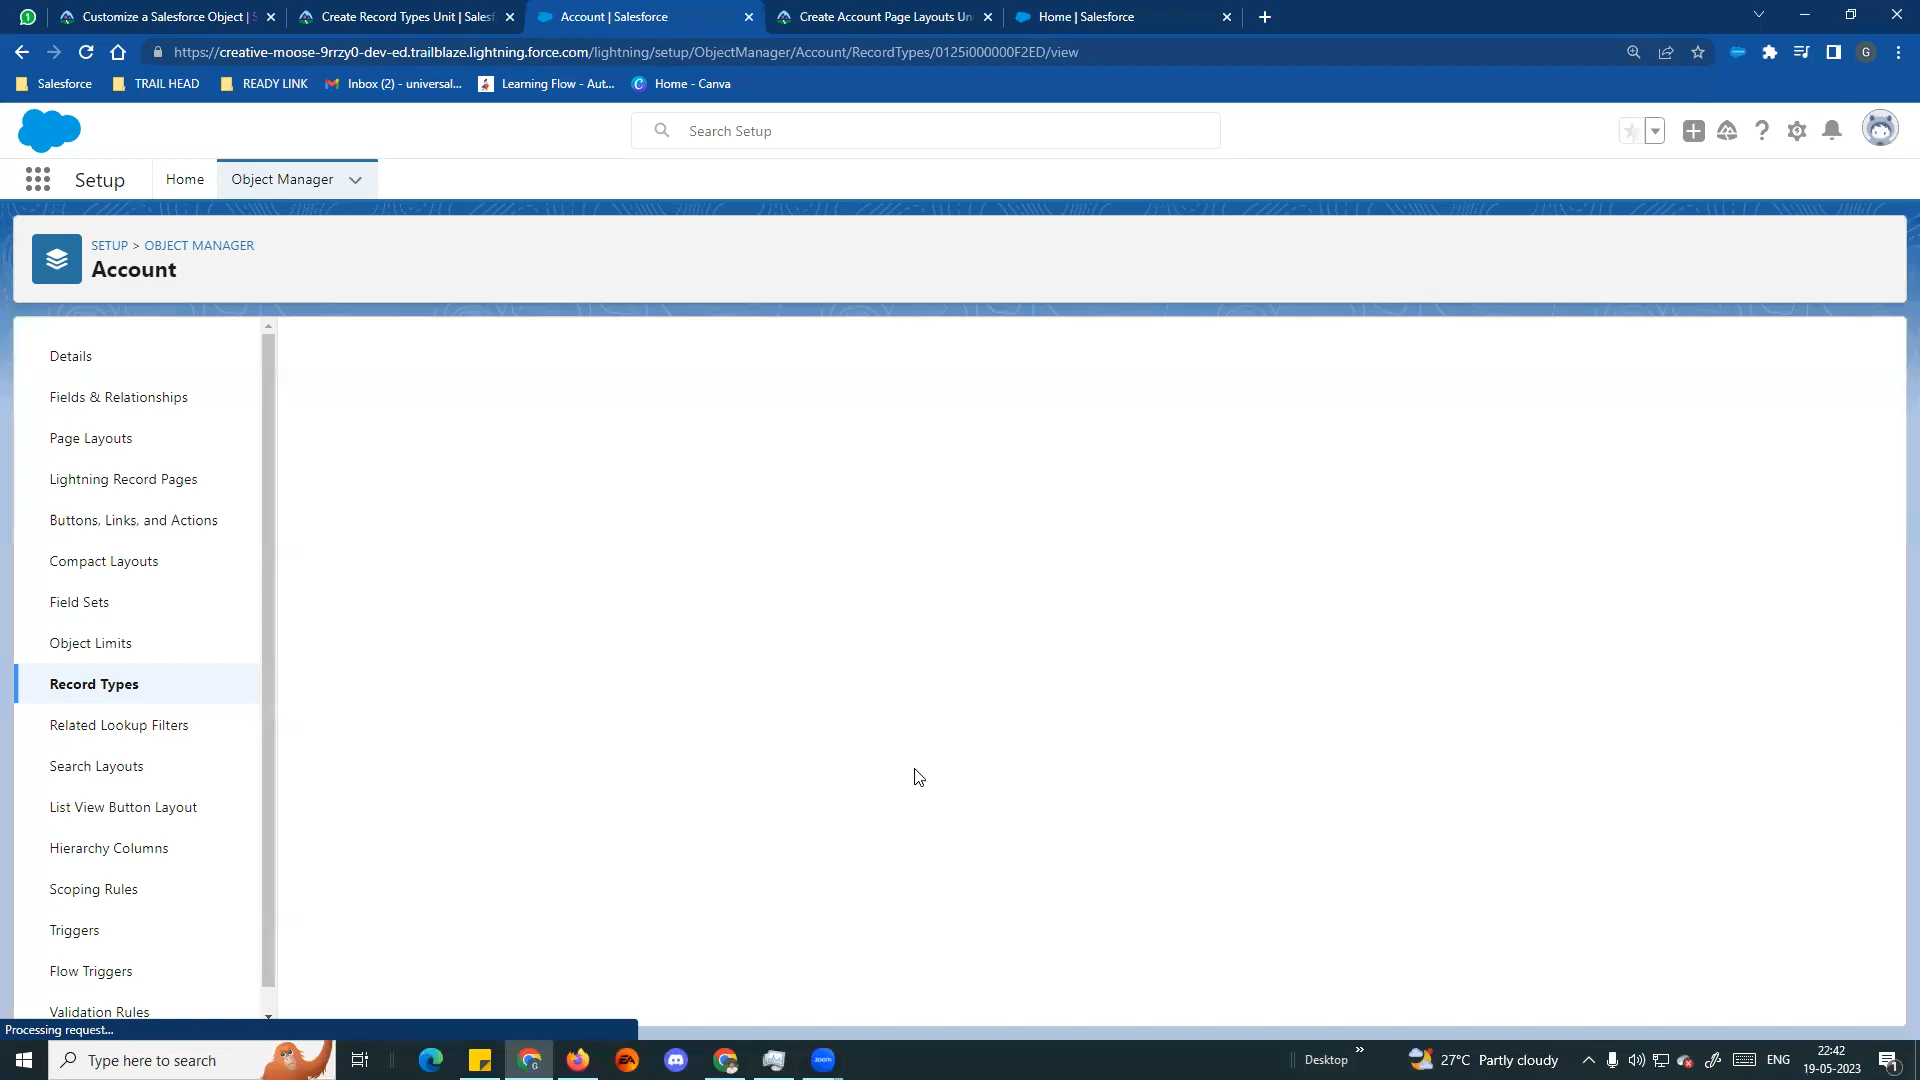 Customize a Salesforce Object | S
Create Record Types Unit | Salesf
Account | Salesforce
Create Account Page Layouts Un
Home | Salesforce
https://creative-moose-9rrzy0-dev-ed.trailblaze.lightning.force.com/lightning/setup/ObjectManager/Account/RecordTypes/0125i000000F2ED/view
G
Salesforce
TRAIL HEAD
READY LINK
Inbox (2) - universal...
Learning Flow - Aut...
Home - Canva
Search Setup
Setup
Home
Object Manager
SETUP > OBJECT MANAGER
Account
Details
Fields & Relationships
Page Layouts
Lightning Record Pages
Buttons, Links, and Actions
Compact Layouts
Field Sets
Object Limits
Record Types
Related Lookup Filters
Search Layouts
List View Button Layout
Hierarchy Columns
Scoping Rules
Triggers
Flow Triggers
Validation Rules
Processing request...
Type here to search
EA
zoom
Desktop
27°C Partly cloudy
ENG
22:42
19-05-2023
1